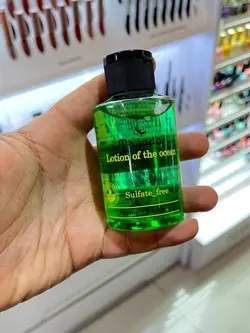 Lotion of the ocean
Sulfate_free